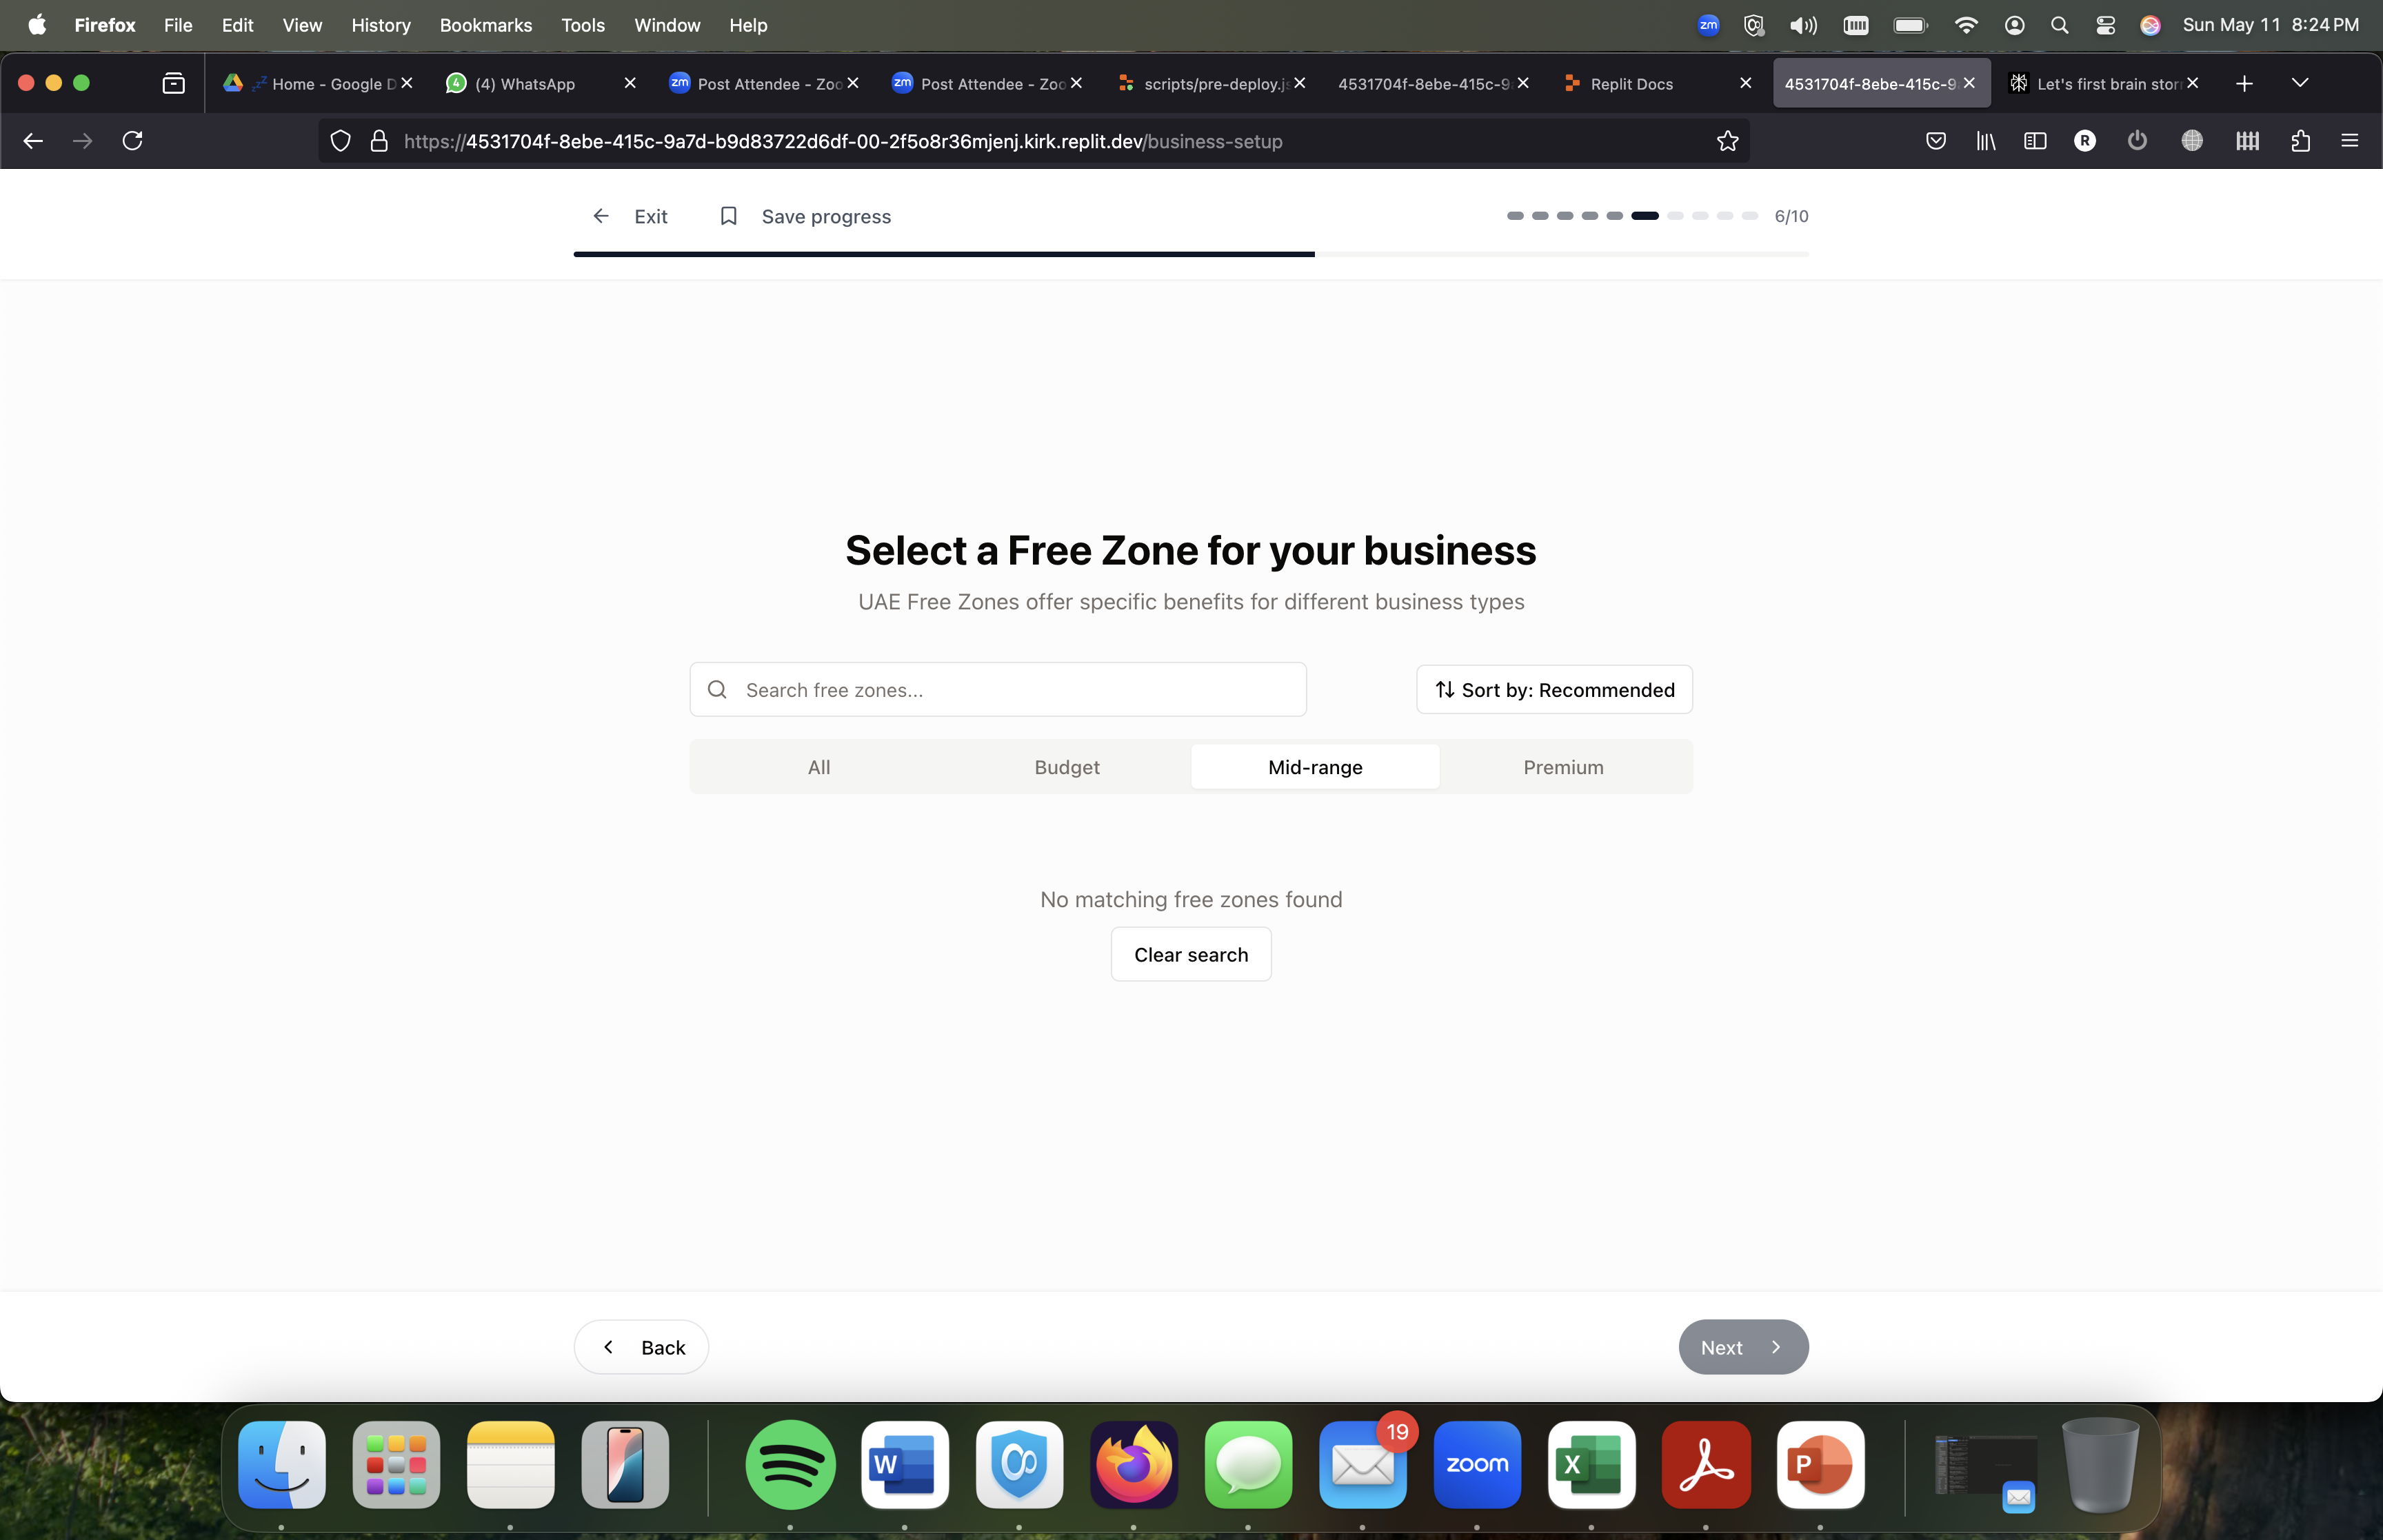 Firefox File Edit View History Bookmarks Tools Window Help zm Sun May 11 8:24 PM
Home - Google D 4 (4) WhatsApp zm Post Attendee - Zoo zm Post Attendee - Zoo scripts/pre-deploy.js 4531704f-8ebe-415c-9 Replit Docs 4531704f-8ebe-415c-9 Let's first brain stor
https://4531704f-8ebe-415c-9a7d-b9d83722d6df-00-2f5o8r36mjenj.kirk.replit.dev/business-setup R
Exit Save progress 6/10
Select a Free Zone for your business
UAE Free Zones offer specific benefits for different business types
Search free zones... Sort by: Recommended
All Budget Mid-range Premium
No matching free zones found
Clear search
Back Next
19
W zoom X P